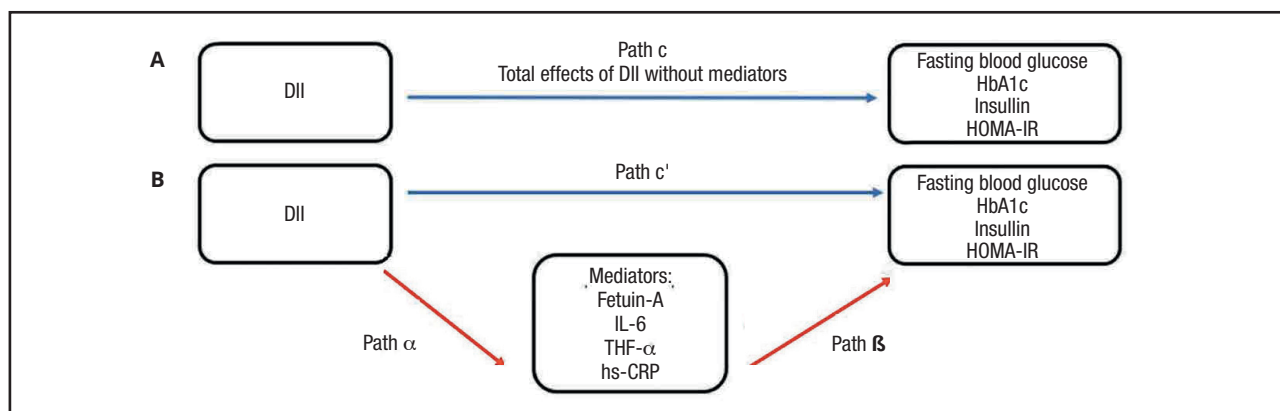 A
DII
Path c
Total effects of DII without mediators
Fasting blood glucose
HbA1c
Insullin
HOMA-IR
B
DII
Path c'
Fasting blood glucose
HbA1c
Insullin
HOMA-IR
Mediators:
Fetuin-A
IL-6
THF-α
hs-CRP
Path α
Path ß